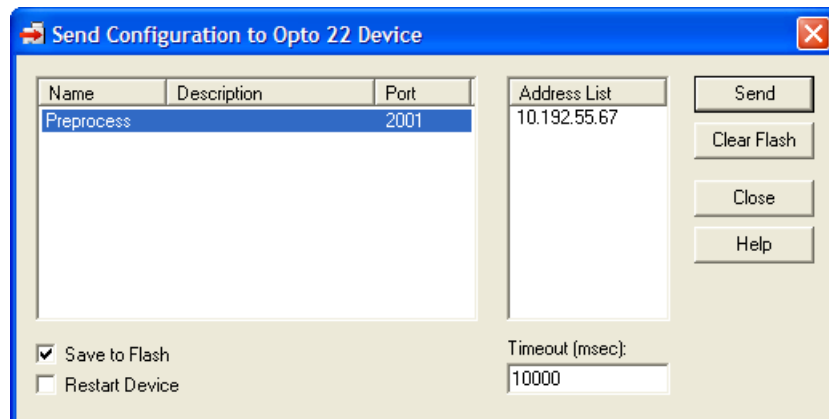 Send Configuration to Opto 22 Device
Name Description Port
Preprocess 2001
Address List
10.192.55.67
Send
Clear Flash
Close
Help
Save to Flash
Restart Device
Timeout (msec):
10000